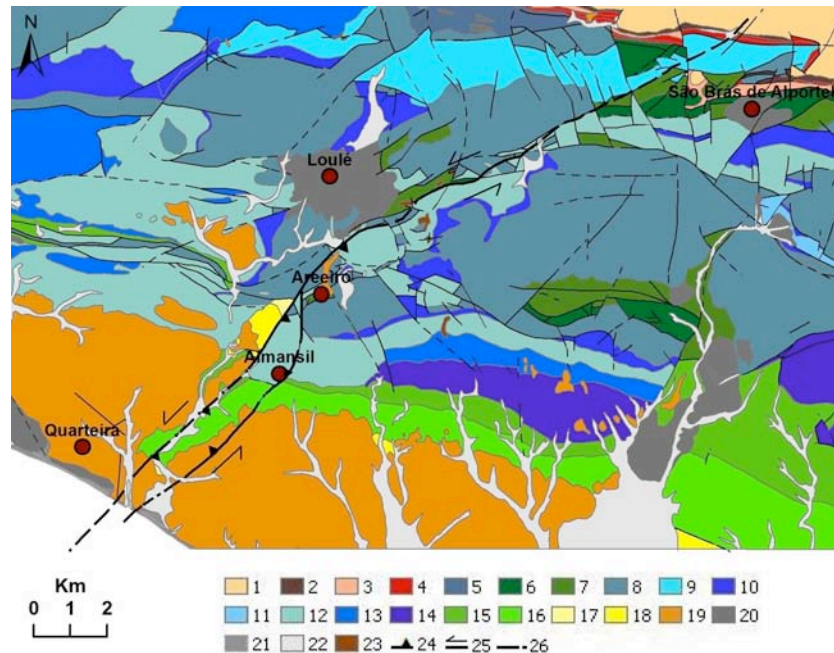 N
São Brás de Alportel
Loulé
Areeiro
Almansil
Quarteira
Km
0 1 2
1 2 3 4 5 6 7 8 9 10
11 12 13 14 15 16 17 18 19 20
21 22 23 24 25 26